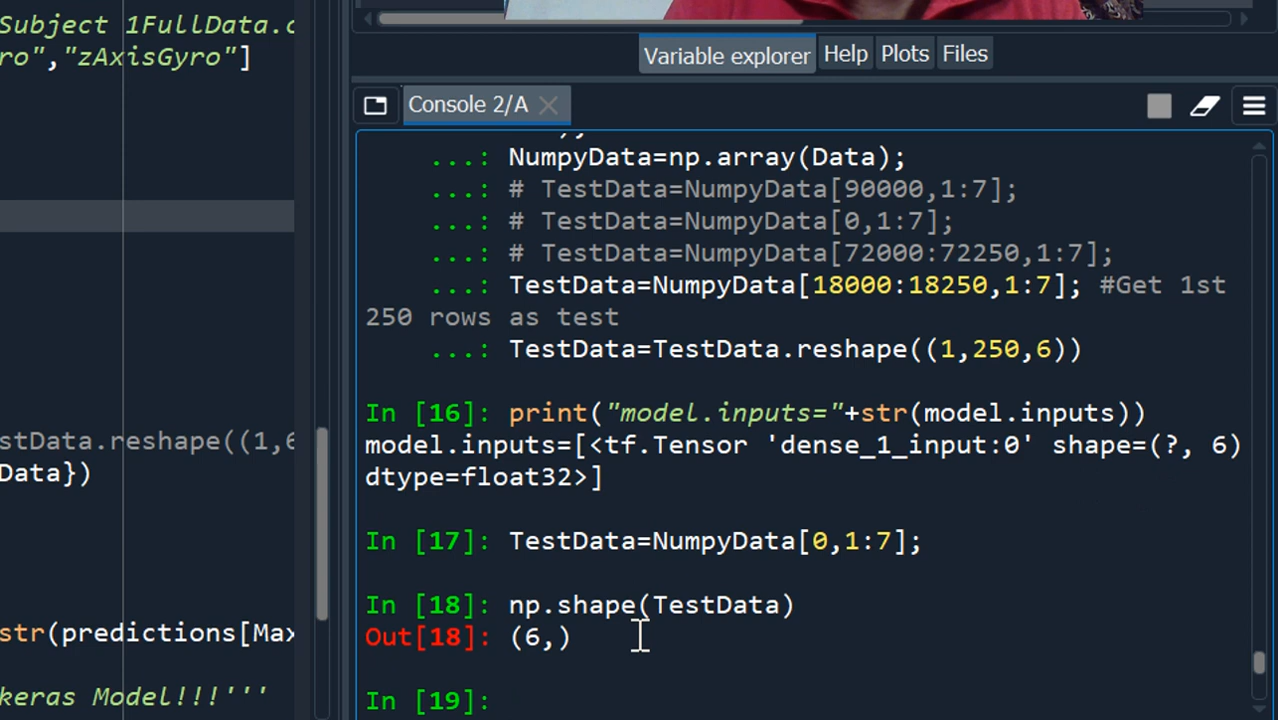 Subject 1FullData.c
ro","zAxisGyro"]
stData.reshape((1,6
Data})
str(predictions[Max
keras Model!!!'''
Variable explorer Help Plots Files
Console 2/A
...: NumpyData=np.array(Data);
...: # TestData=NumpyData[90000,1:7];
...: # TestData=NumpyData[0,1:7];
...: # TestData=NumpyData[72000:72250,1:7];
...: TestData=NumpyData[18000:18250,1:7]; #Get 1st
250 rows as test
...: TestData=TestData.reshape((1,250,6))
In [16]: print("model.inputs="+str(model.inputs))
model.inputs=[<tf.Tensor 'dense_1_input:0' shape=(?, 6)
dtype=float32>]
In [17]: TestData=NumpyData[0,1:7];
In [18]: np.shape(TestData)
Out[18]: (6,)
In [19]: